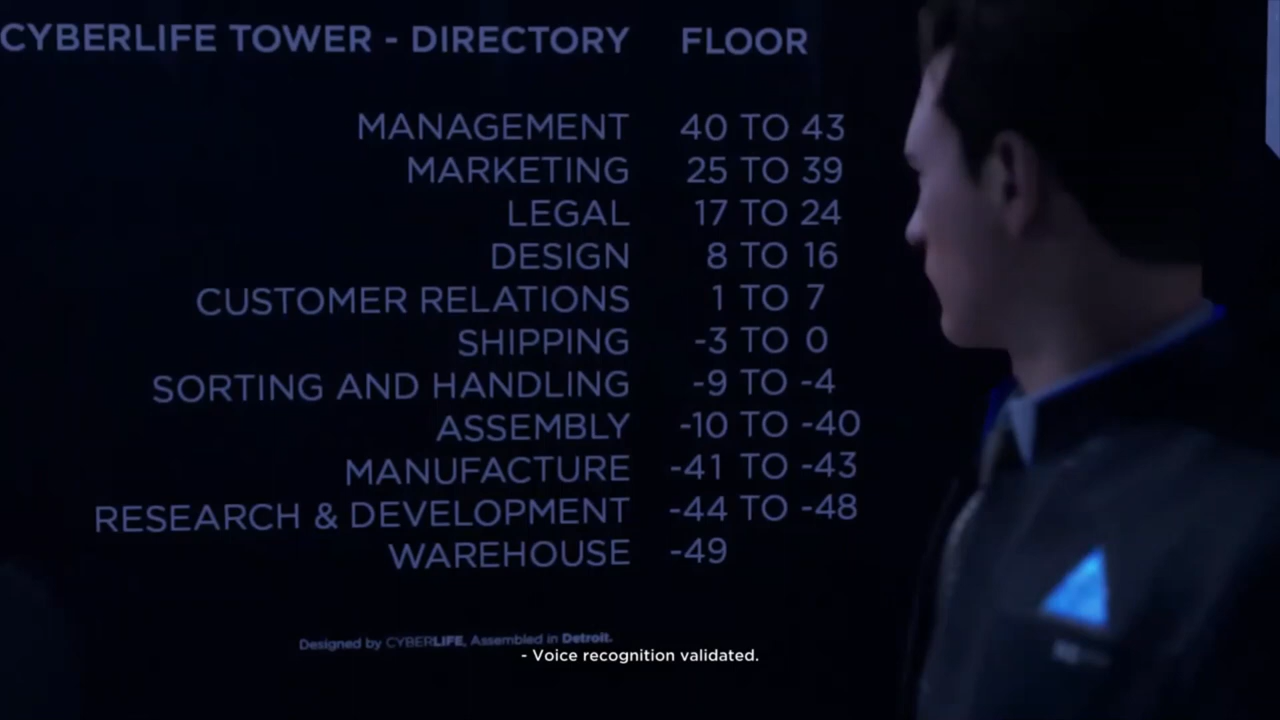 CYBERLIFE TOWER - DIRECTORY FLOOR
MANAGEMENT 40 TO 43
MARKETING 25 TO 39
LEGAL 17 TO 24
DESIGN 8 TO 16
CUSTOMER RELATIONS 1 TO 7
SHIPPING -3 TO 0
SORTING AND HANDLING -9 TO -4
ASSEMBLY -10 TO -40
MANUFACTURE -41 TO -43
RESEARCH & DEVELOPMENT -44 TO -48
WAREHOUSE -49
Designed by CYBERLIFE, Assembled in Detroit.
- Voice recognition validated.